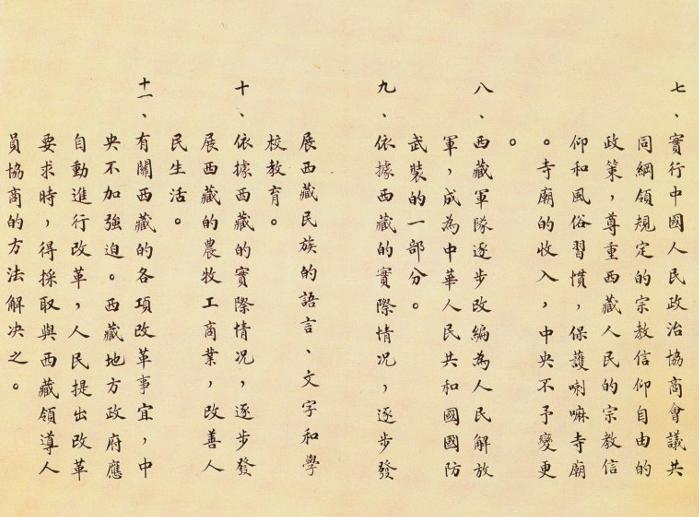 七、實行中國人民政治協商會議共
同綱領規定的宗教信仰自由的
政策，尊重西藏人民的宗教信
仰和風俗習慣，保護喇嘛寺廟
。寺廟的收入，中央不予變更
。
八、西藏軍隊逐步改編為人民解放
軍，成為中華人民共和國國防
武裝的一部分。
九、依據西藏的實際情况，逐步發
展西藏民族的語言、文字和學
校教育。
十、依據西藏的實際情况，逐步發
展西藏的農牧工商業，改善人
民生活。
十一、有關西藏的各項改革事宜，中
央不加強迫。西藏地方政府應
自動進行改革，人民提出改革
要求時，得採取與西藏領導人
員協商的方法解决之。